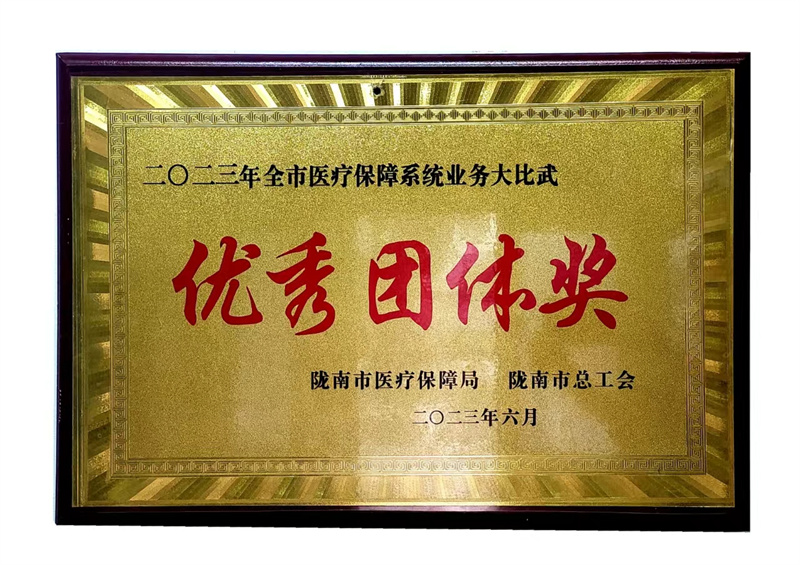 二〇二三年全市医疗保障系统业务大比武
优秀团体奖
陇南市医疗保障局 陇南市总工会
二〇二三年六月